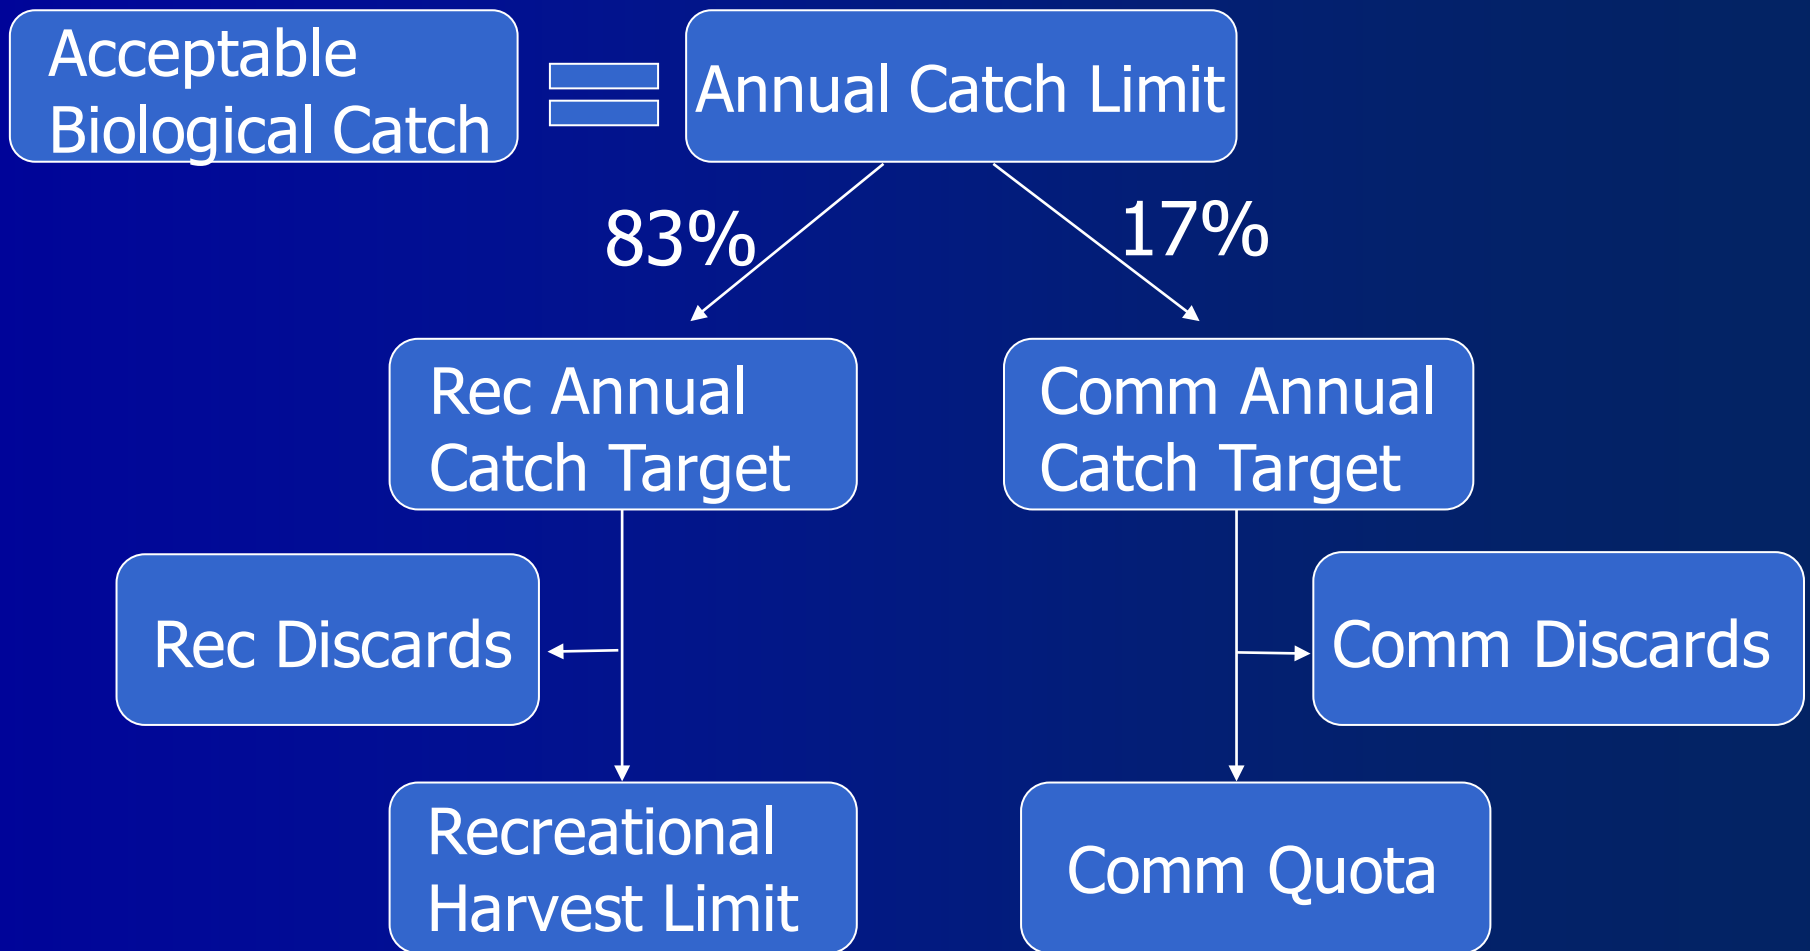 Acceptable
Biological Catch
Annual Catch Limit
83%
17%
Rec Annual
Catch Target
Comm Annual
Catch Target
Rec Discards
Comm Discards
Recreational
Harvest Limit
Comm Quota